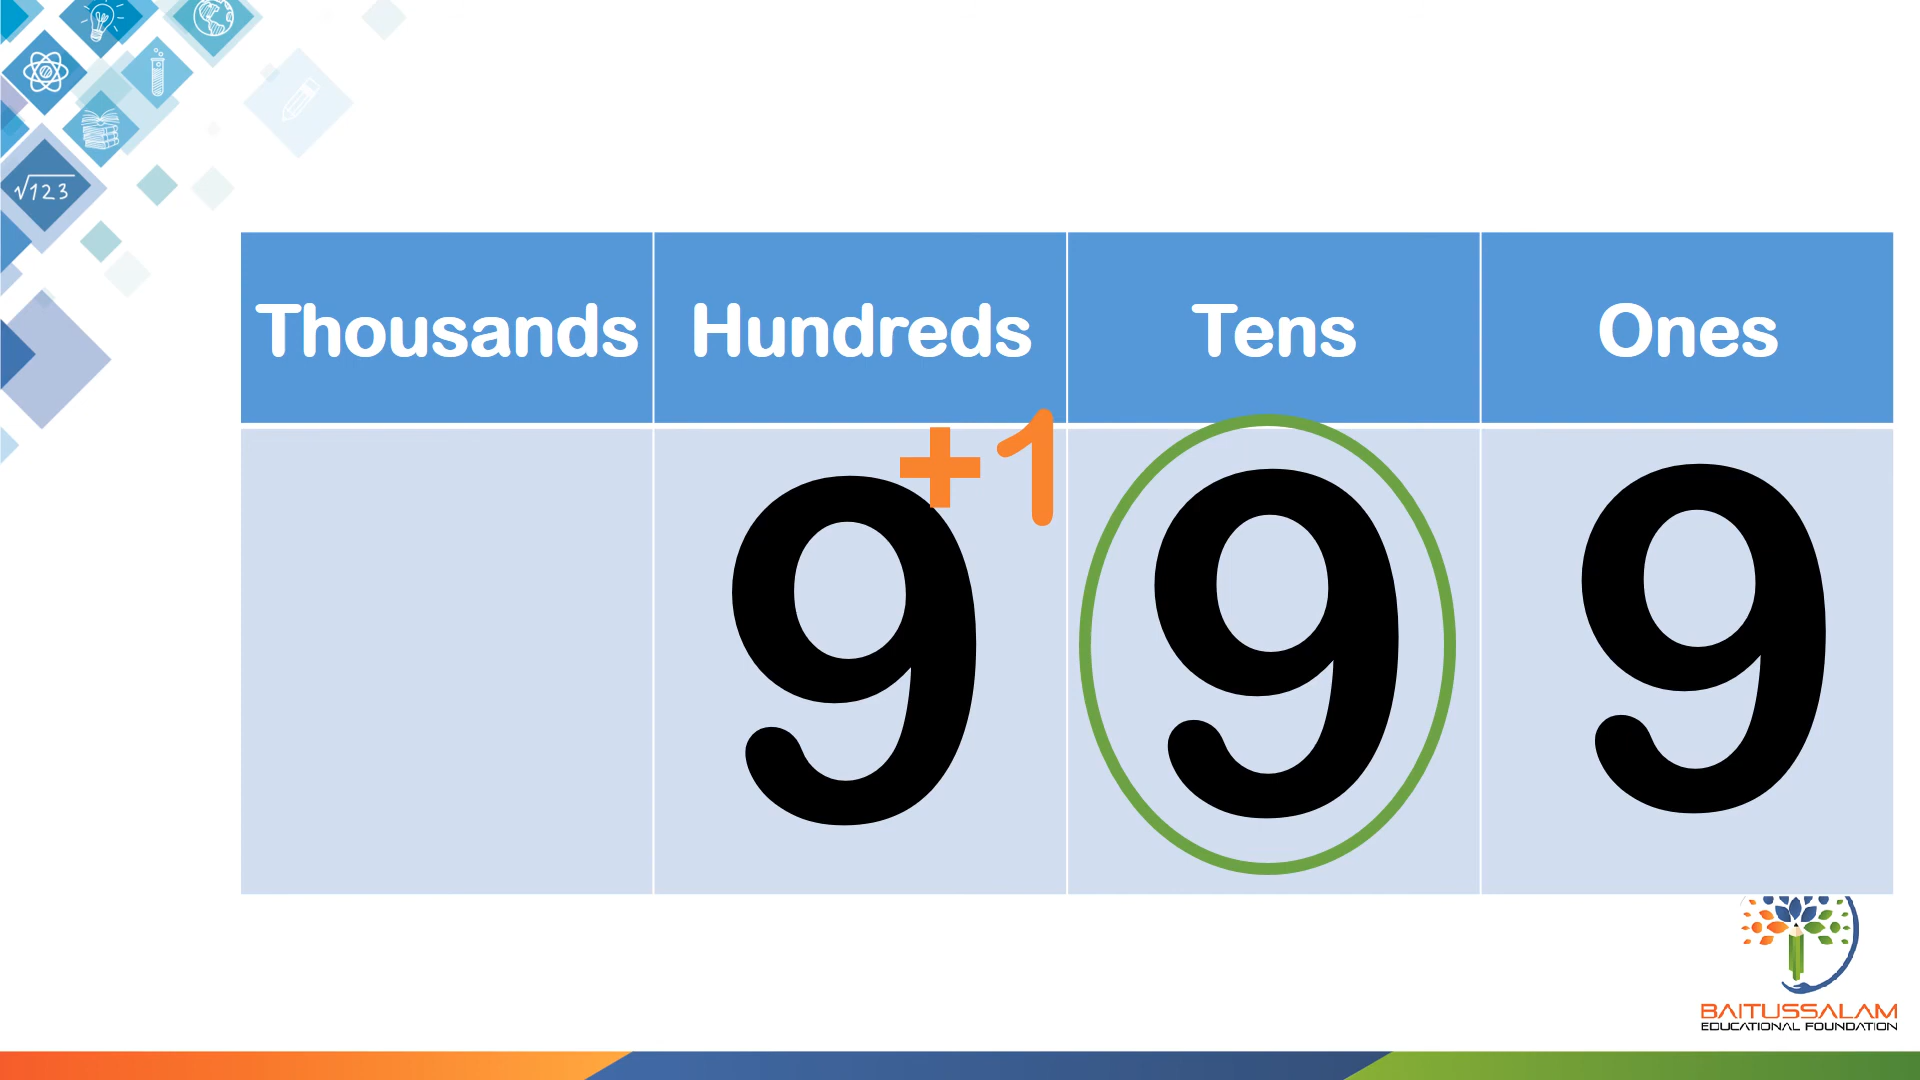 √123
Thousands Hundreds Tens Ones
+1
9 9 9
BAITUSSALAM
EDUCATIONAL FOUNDATION